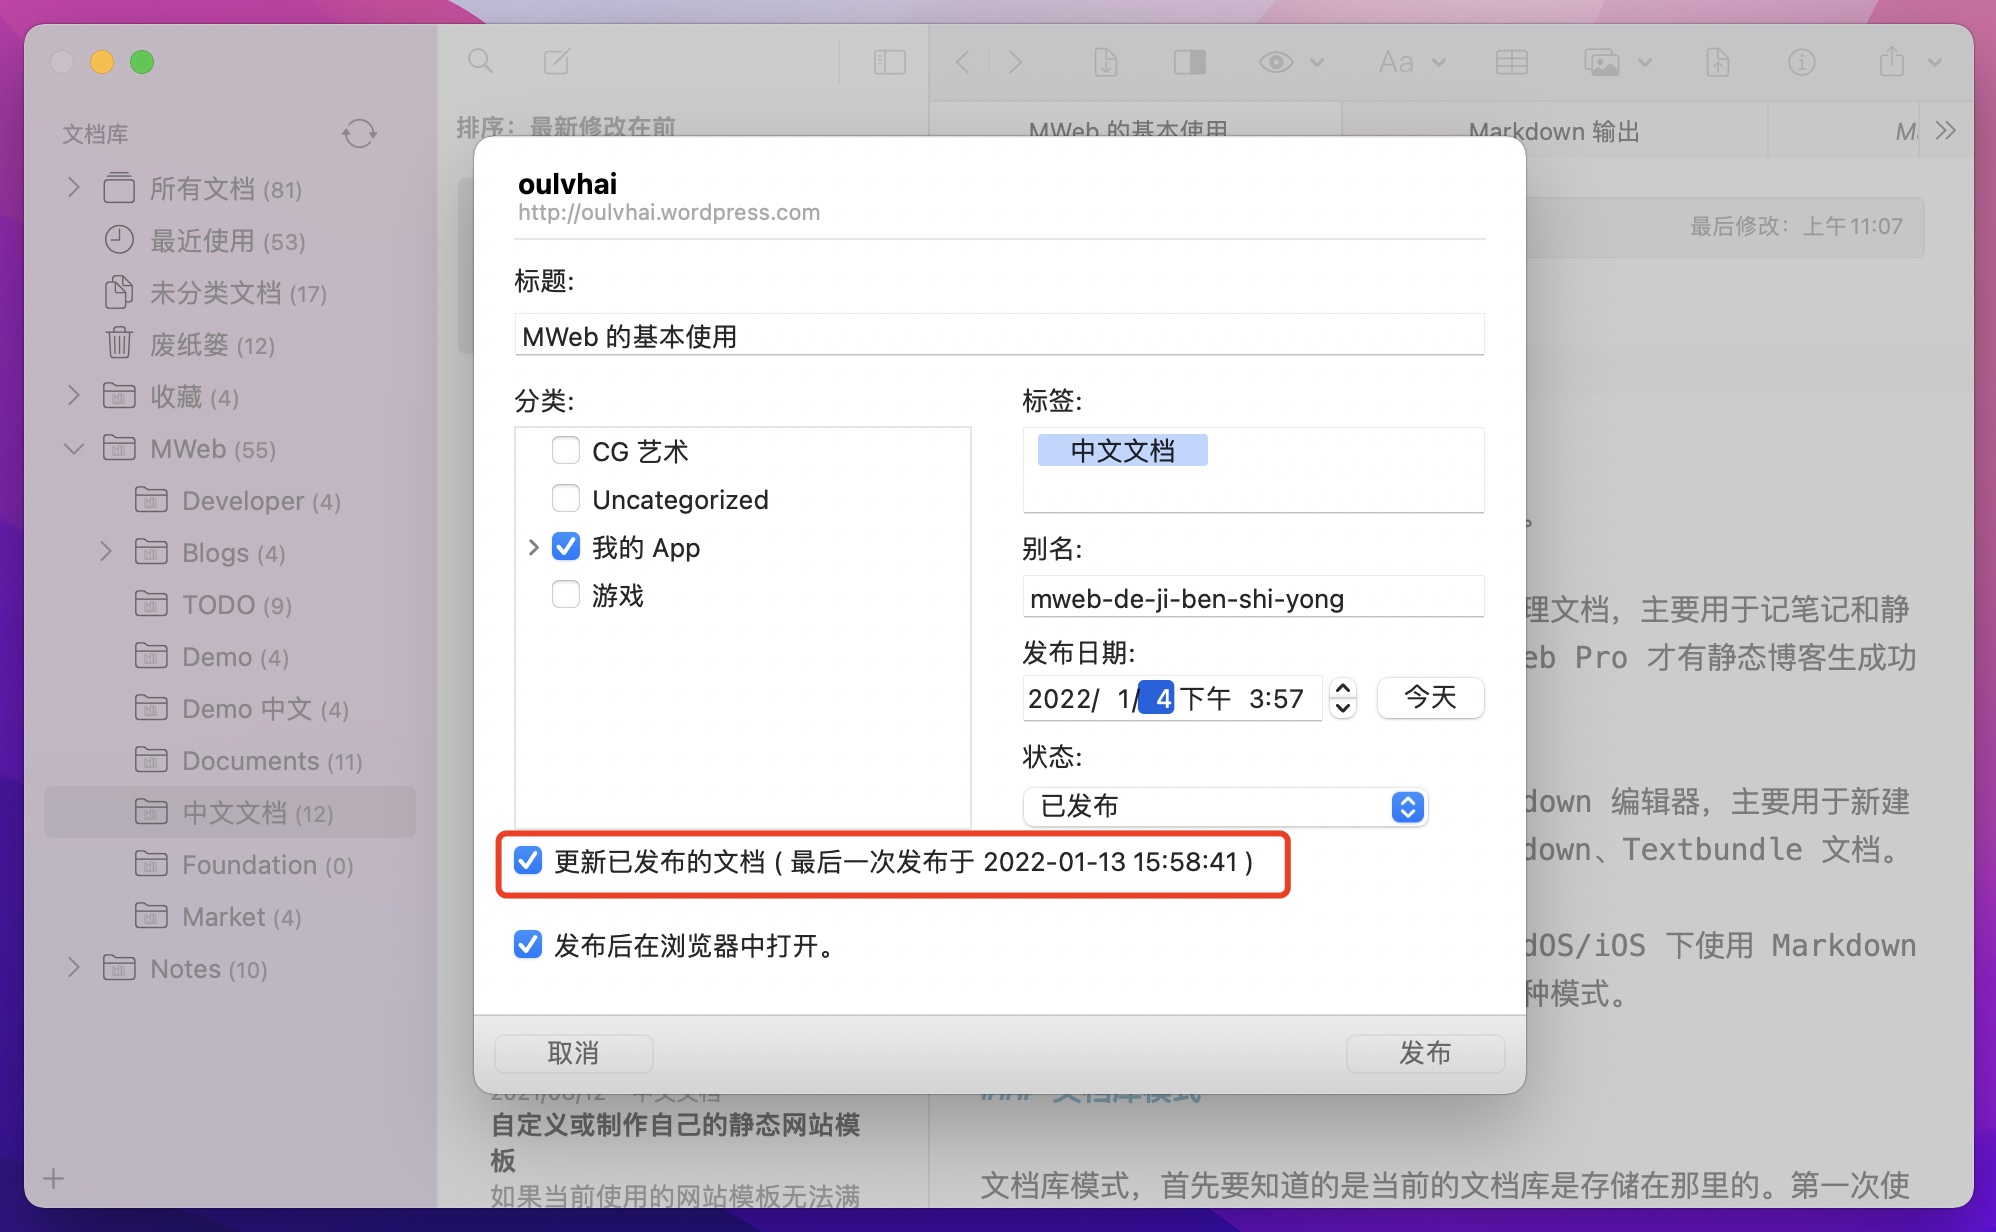 文档库
所有文档 (81)
最近使用 (53)
未分类文档 (17)
废纸篓 (12)
收藏 (4)
MWeb (55)
Developer (4)
Blogs (4)
TODO (9)
Demo (4)
Demo 中文 (4)
Documents (11)
中文文档 (12)
Foundation (0)
Market (4)
Notes (10)
排序：最新修改在前
Aa
MWeb 的基本使用
Markdown 输出
最后修改：上午11:07
oulvhai
http://oulvhai.wordpress.com
标题:
MWeb 的基本使用
分类:
CG 艺术
Uncategorized
我的 App
游戏
标签:
中文文档
别名:
mweb-de-ji-ben-shi-yong
发布日期:
2022/ 1/ 4 下午 3:57
今天
状态:
已发布
更新已发布的文档 ( 最后一次发布于 2022-01-13 15:58:41 )
发布后在浏览器中打开。
取消
发布
理文档，主要用于记笔记和静
eb Pro 才有静态博客生成功
down 编辑器，主要用于新建
down、Textbundle 文档。
dOS/iOS 下使用 Markdown
种模式。
2021/08/12 中文文档
自定义或制作自己的静态网站模
板
如果当前使用的网站模板无法满
### 文档库模式
文档库模式，首先要知道的是当前的文档库是存储在那里的。第一次使